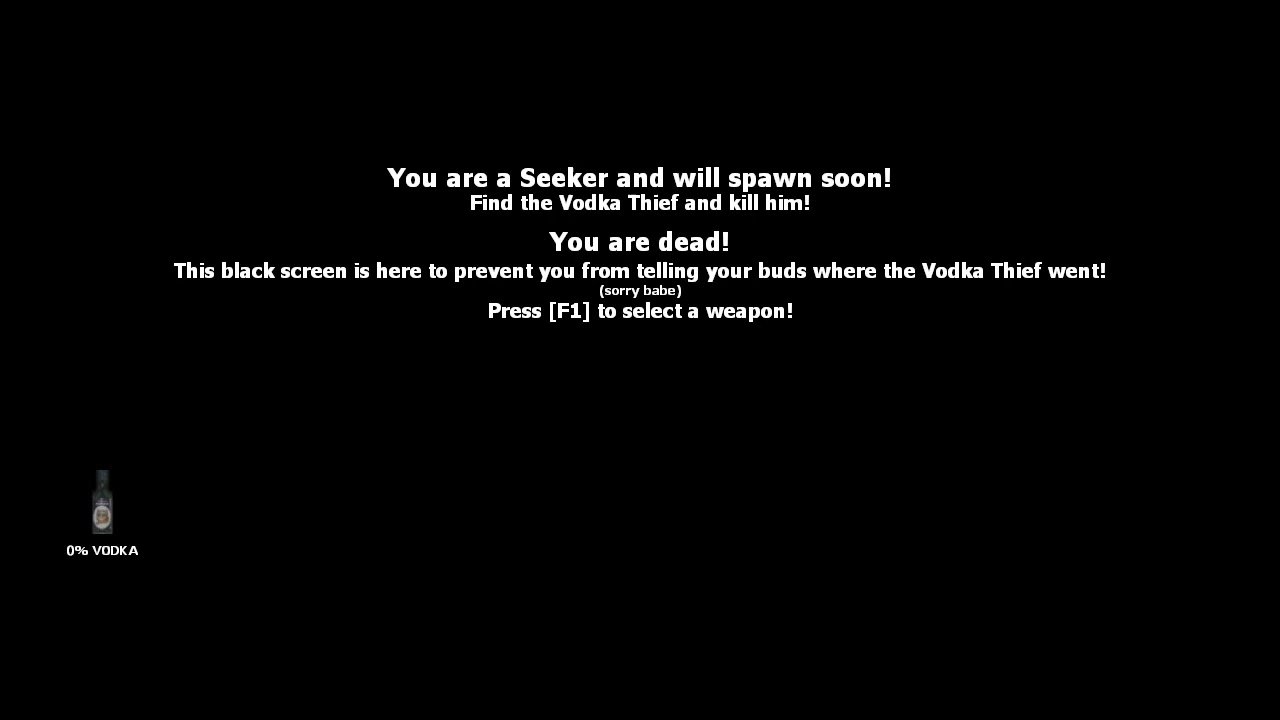 You are a Seeker and will spawn soon!
Find the Vodka Thief and kill him!
You are dead!
This black screen is here to prevent you from telling your buds where the Vodka Thief went!
(sorry babe)
Press [F1] to select a weapon!
0% VODKA